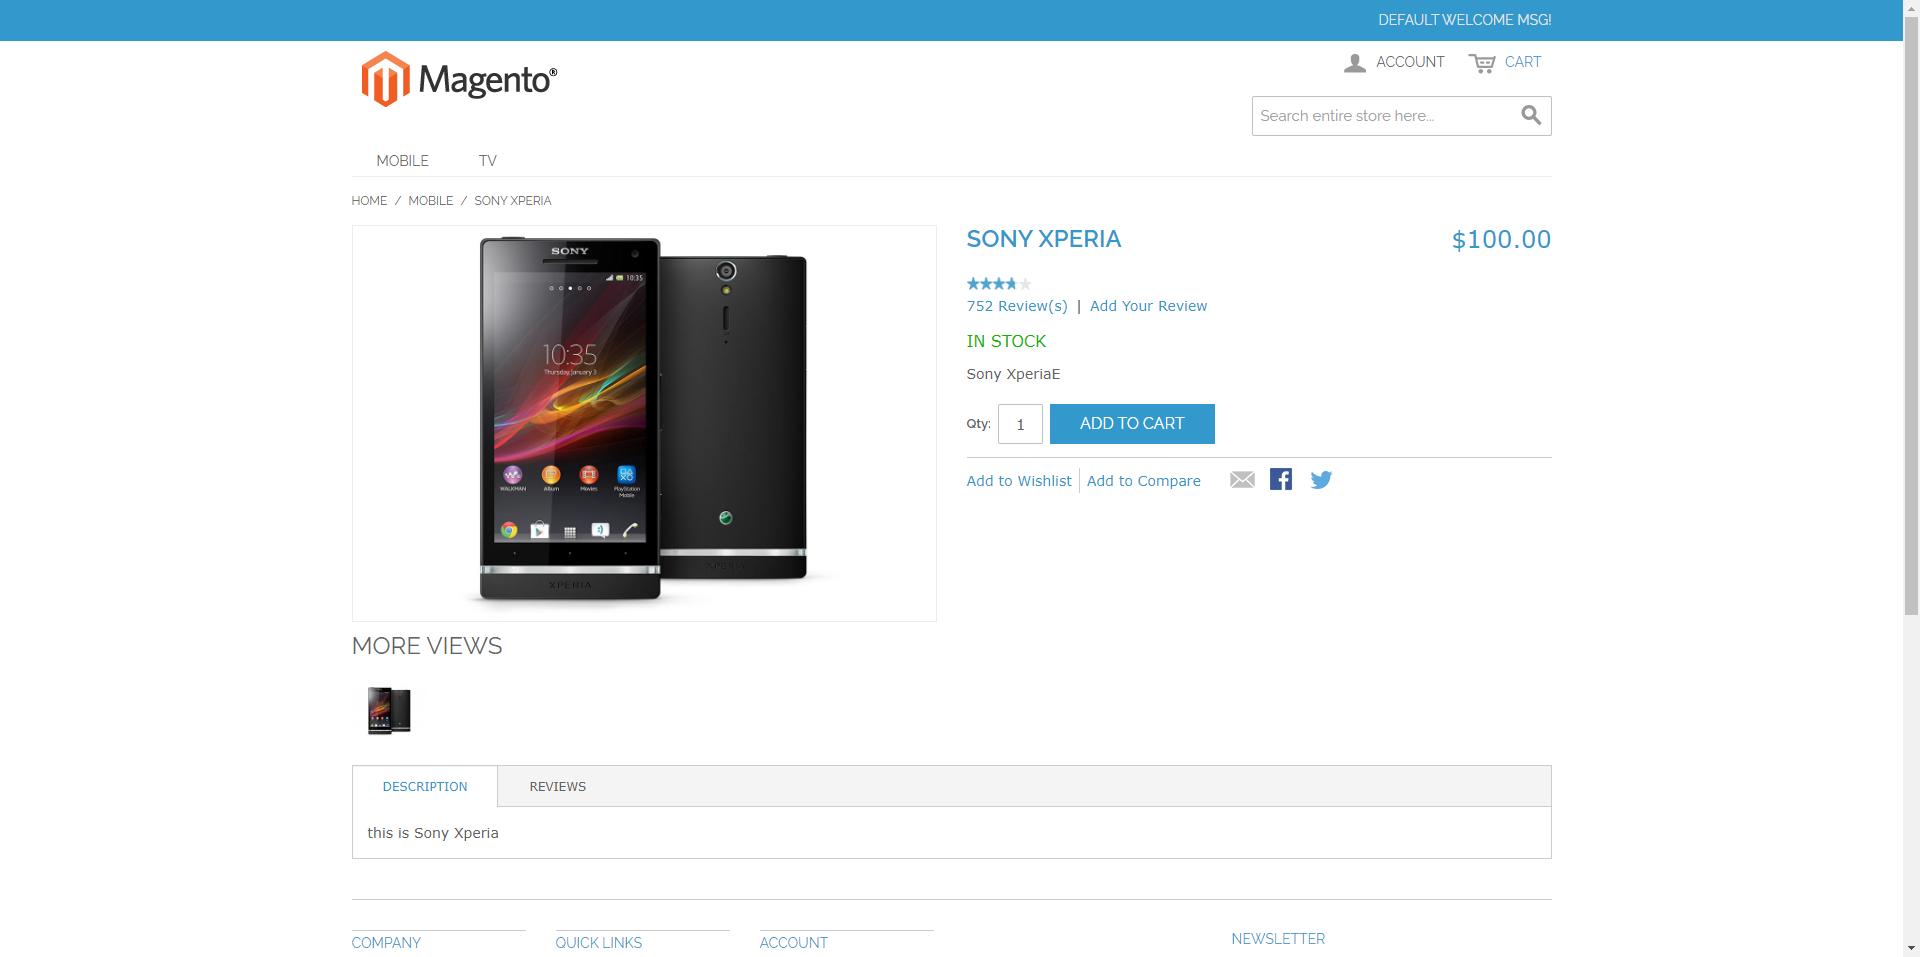 DEFAULT WELCOME MSG!
Magento®
ACCOUNT
CART
Search entire store here...
MOBILE
TV
HOME / MOBILE / SONY XPERIA
SONY
10:35
10:35
Thursday, January 3
WALKMAN
Album
Movies
PlayStation Mobile
XPERIA
XPERIA
SONY XPERIA
$100.00
752 Review(s) | Add Your Review
IN STOCK
Sony XperiaE
Qty:
1
ADD TO CART
Add to Wishlist
Add to Compare
MORE VIEWS
DESCRIPTION
REVIEWS
this is Sony Xperia
COMPANY
QUICK LINKS
ACCOUNT
NEWSLETTER